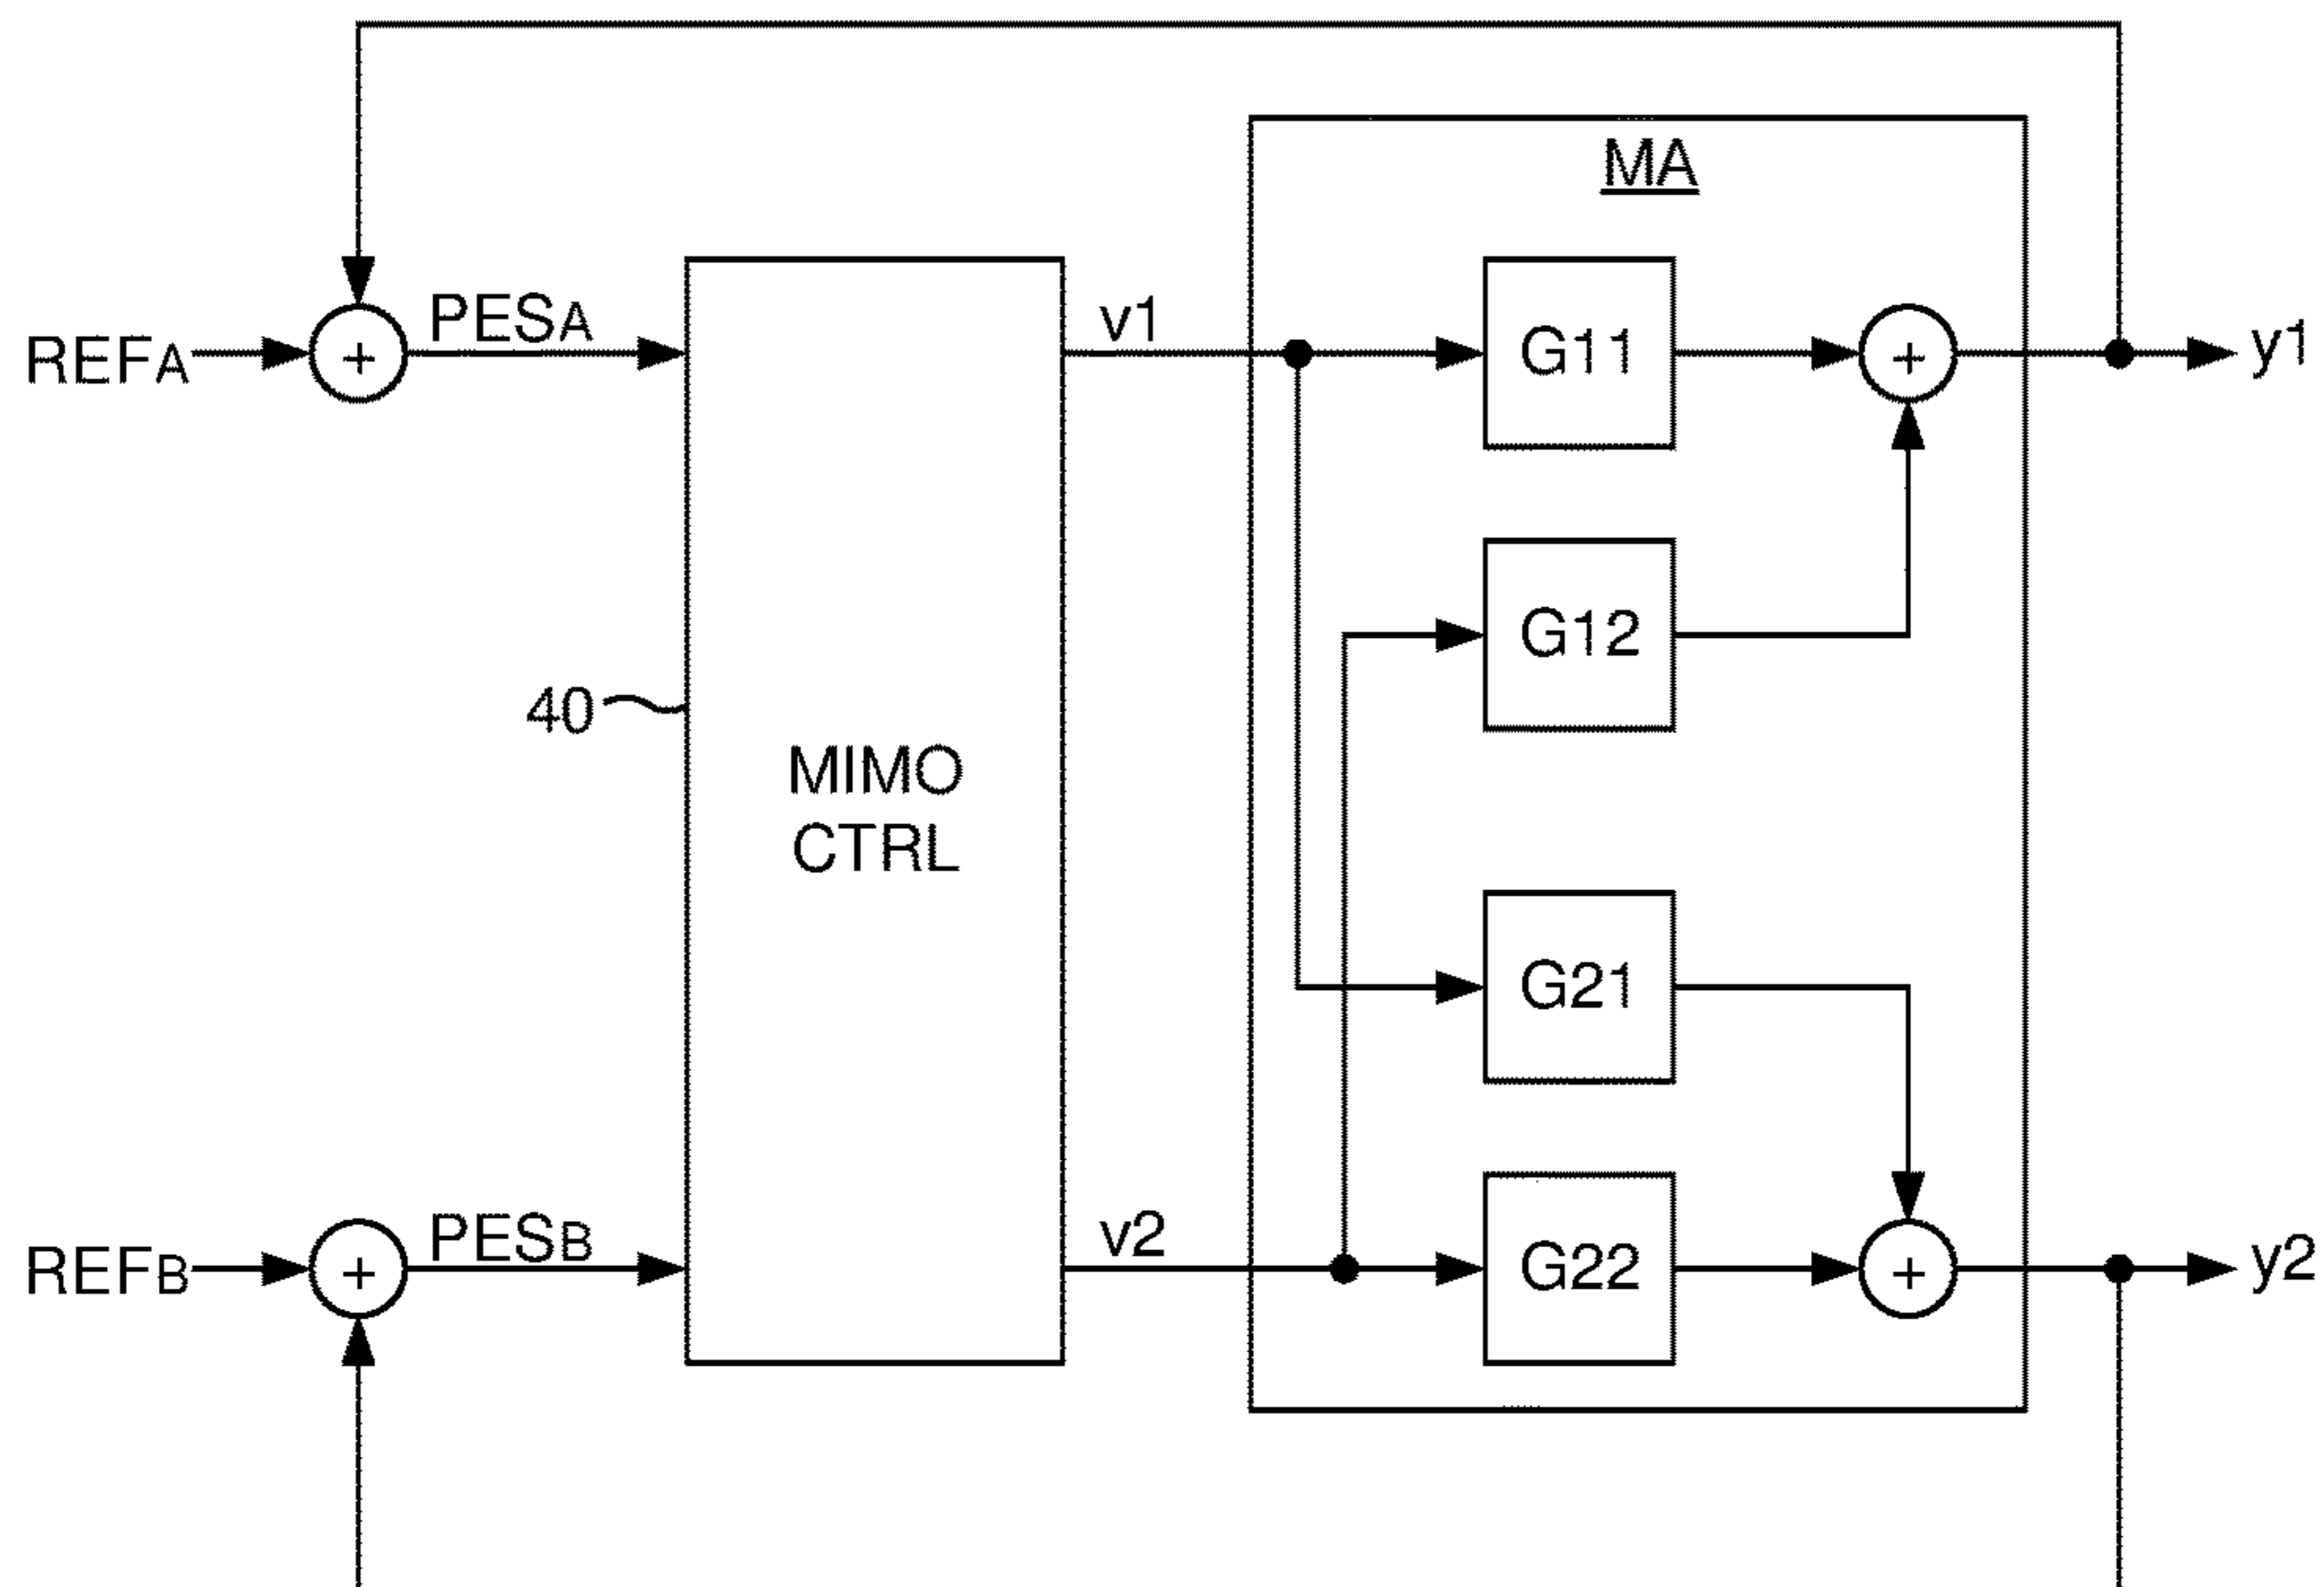 MA
REFA
+
PESA
v1
G11
+
y1
G12
40
MIMO
CTRL
G21
REFB
+
PESB
v2
G22
+
y2